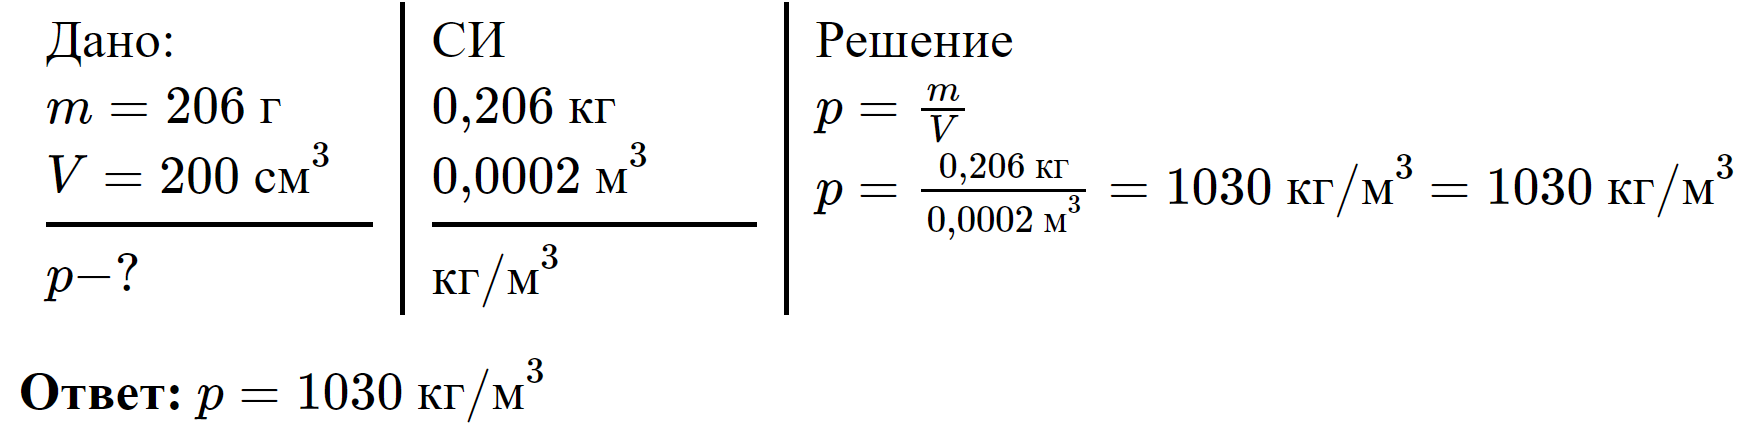 Дано:
m = 206 г
V = 200 см³
p–?
СИ
0,206 кг
0,0002 м³
кг/м³
Решение
p = m/V
p = 0,206 кг/0,0002 м³ = 1030 кг/м³ = 1030 кг/м³
Ответ: p = 1030 кг/м³